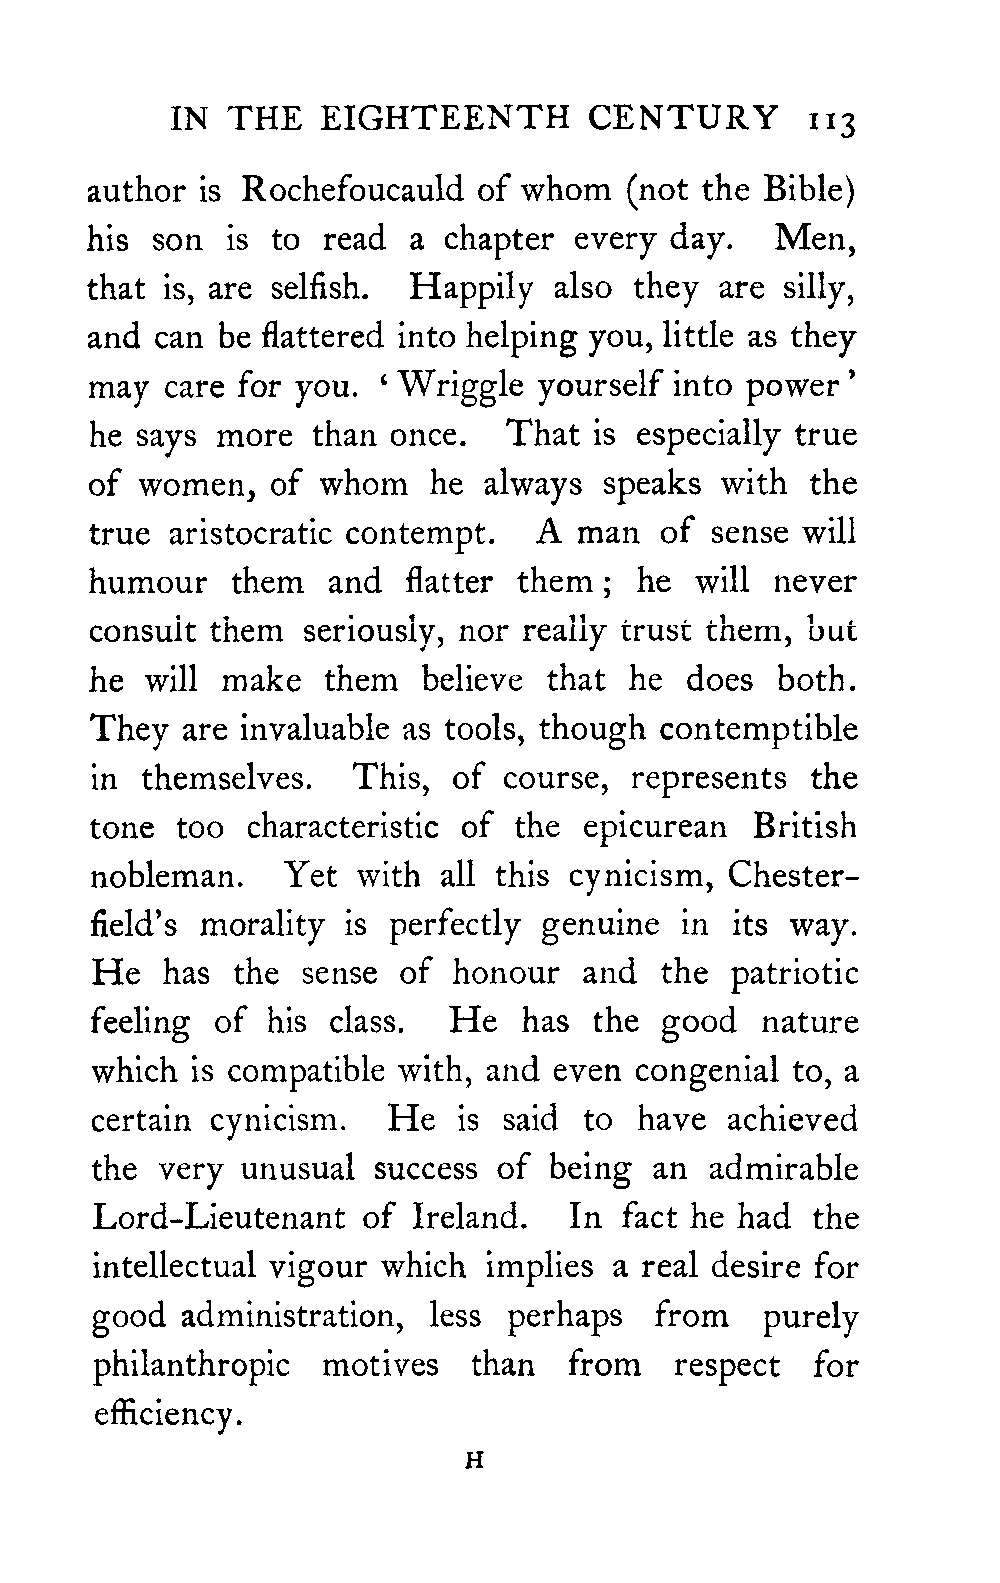 IN THE EIGHTEENTH CENTURY 113
author is Rochefoucauld of whom (not the Bible)
his son is to read a chapter every day. Men,
that is, are selfish. Happily also they are silly,
and can be flattered into helping you, little as they
may care for you. ‘Wriggle yourself into power’
he says more than once. That is especially true
of women, of whom he always speaks with the
true aristocratic contempt. A man of sense will
humour them and flatter them; he will never
consult them seriously, nor really trust them, but
he will make them believe that he does both.
They are invaluable as tools, though contemptible
in themselves. This, of course, represents the
tone too characteristic of the epicurean British
nobleman. Yet with all this cynicism, Chester-
field’s morality is perfectly genuine in its way.
He has the sense of honour and the patriotic
feeling of his class. He has the good nature
which is compatible with, and even congenial to, a
certain cynicism. He is said to have achieved
the very unusual success of being an admirable
Lord-Lieutenant of Ireland. In fact he had the
intellectual vigour which implies a real desire for
good administration, less perhaps from purely
philanthropic motives than from respect for
efficiency.
H